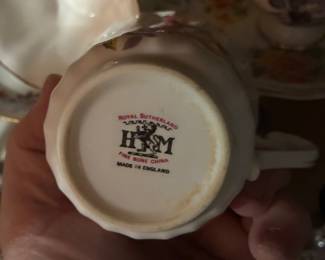 ROYAL SUTHERLAND
H M
FINE BONE CHINA
MADE IN ENGLAND